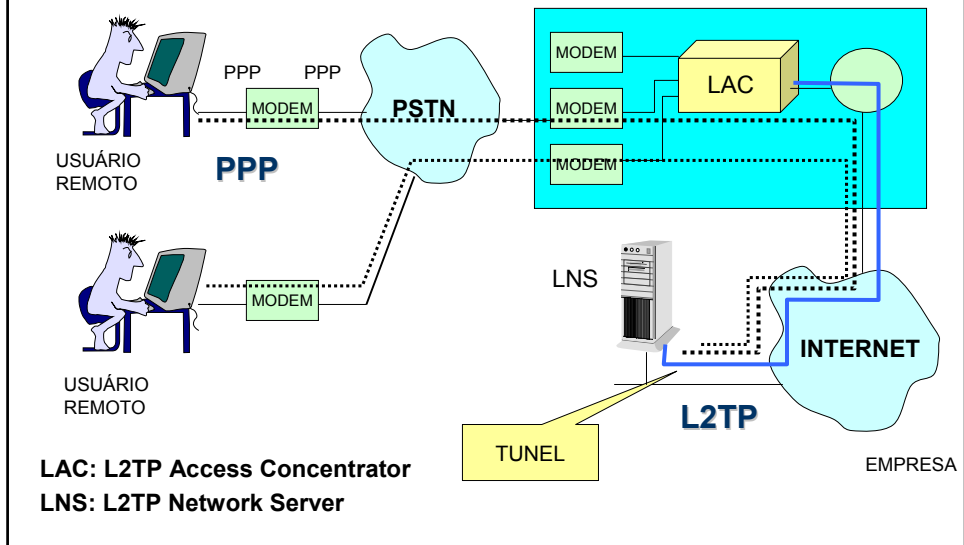 PPP PPP
MODEM
PSTN
USUÁRIO
REMOTO
PPP
MODEM
MODEM
MODEM
LAC
MODEM
USUÁRIO
REMOTO
LNS
INTERNET
L2TP
TUNEL
EMPRESA
LAC: L2TP Access Concentrator
LNS: L2TP Network Server